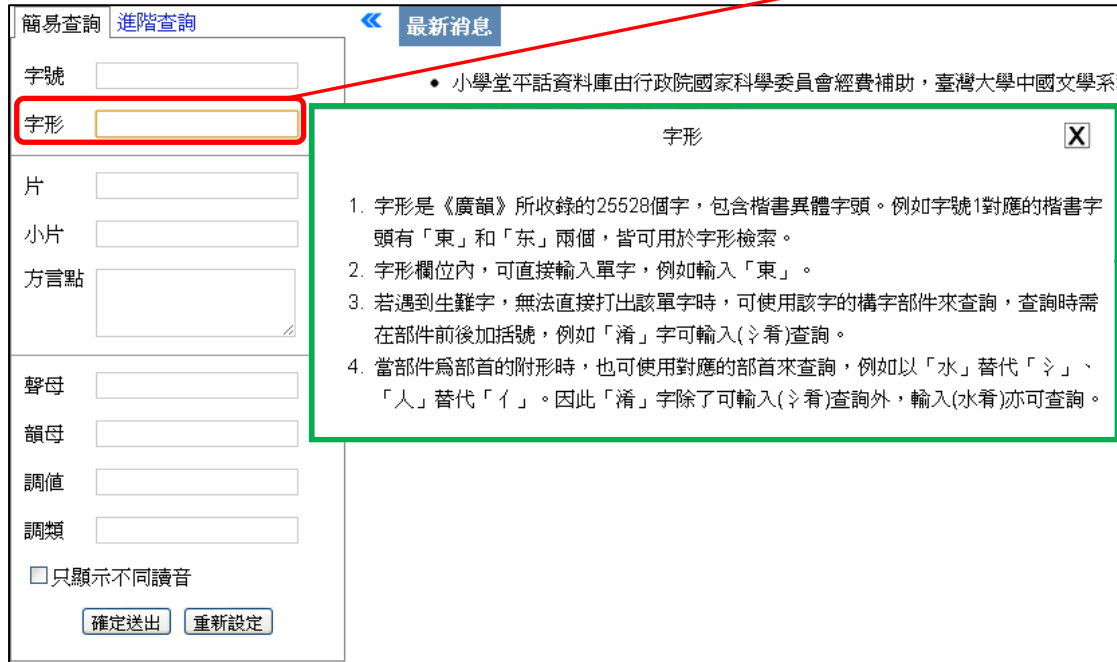 簡易查詢 進階查詢
字號
字形
片
小片
方言點
聲母
韻母
調值
調類
只顯示不同讀音
確定送出 重新設定
« 最新消息
• 小學堂平話資料庫由行政院國家科學委員會經費補助，臺灣大學中國文學系
字形 X
1. 字形是《廣韻》所收錄的25528個字，包含楷書異體字頭。例如字號1對應的楷書字
頭有「東」和「东」兩個，皆可用於字形檢索。
2. 字形欄位內，可直接輸入單字，例如輸入「東」。
3. 若遇到生難字，無法直接打出該單字時，可使用該字的構字部件來查詢，查詢時需
在部件前後加括號，例如「淆」字可輸入(氵肴)查詢。
4. 當部件為部首的附形時，也可使用對應的部首來查詢，例如以「水」替代「氵」、
「人」替代「亻」。因此「淆」字除了可輸入(氵肴)查詢外，輸入(水肴)亦可查詢。